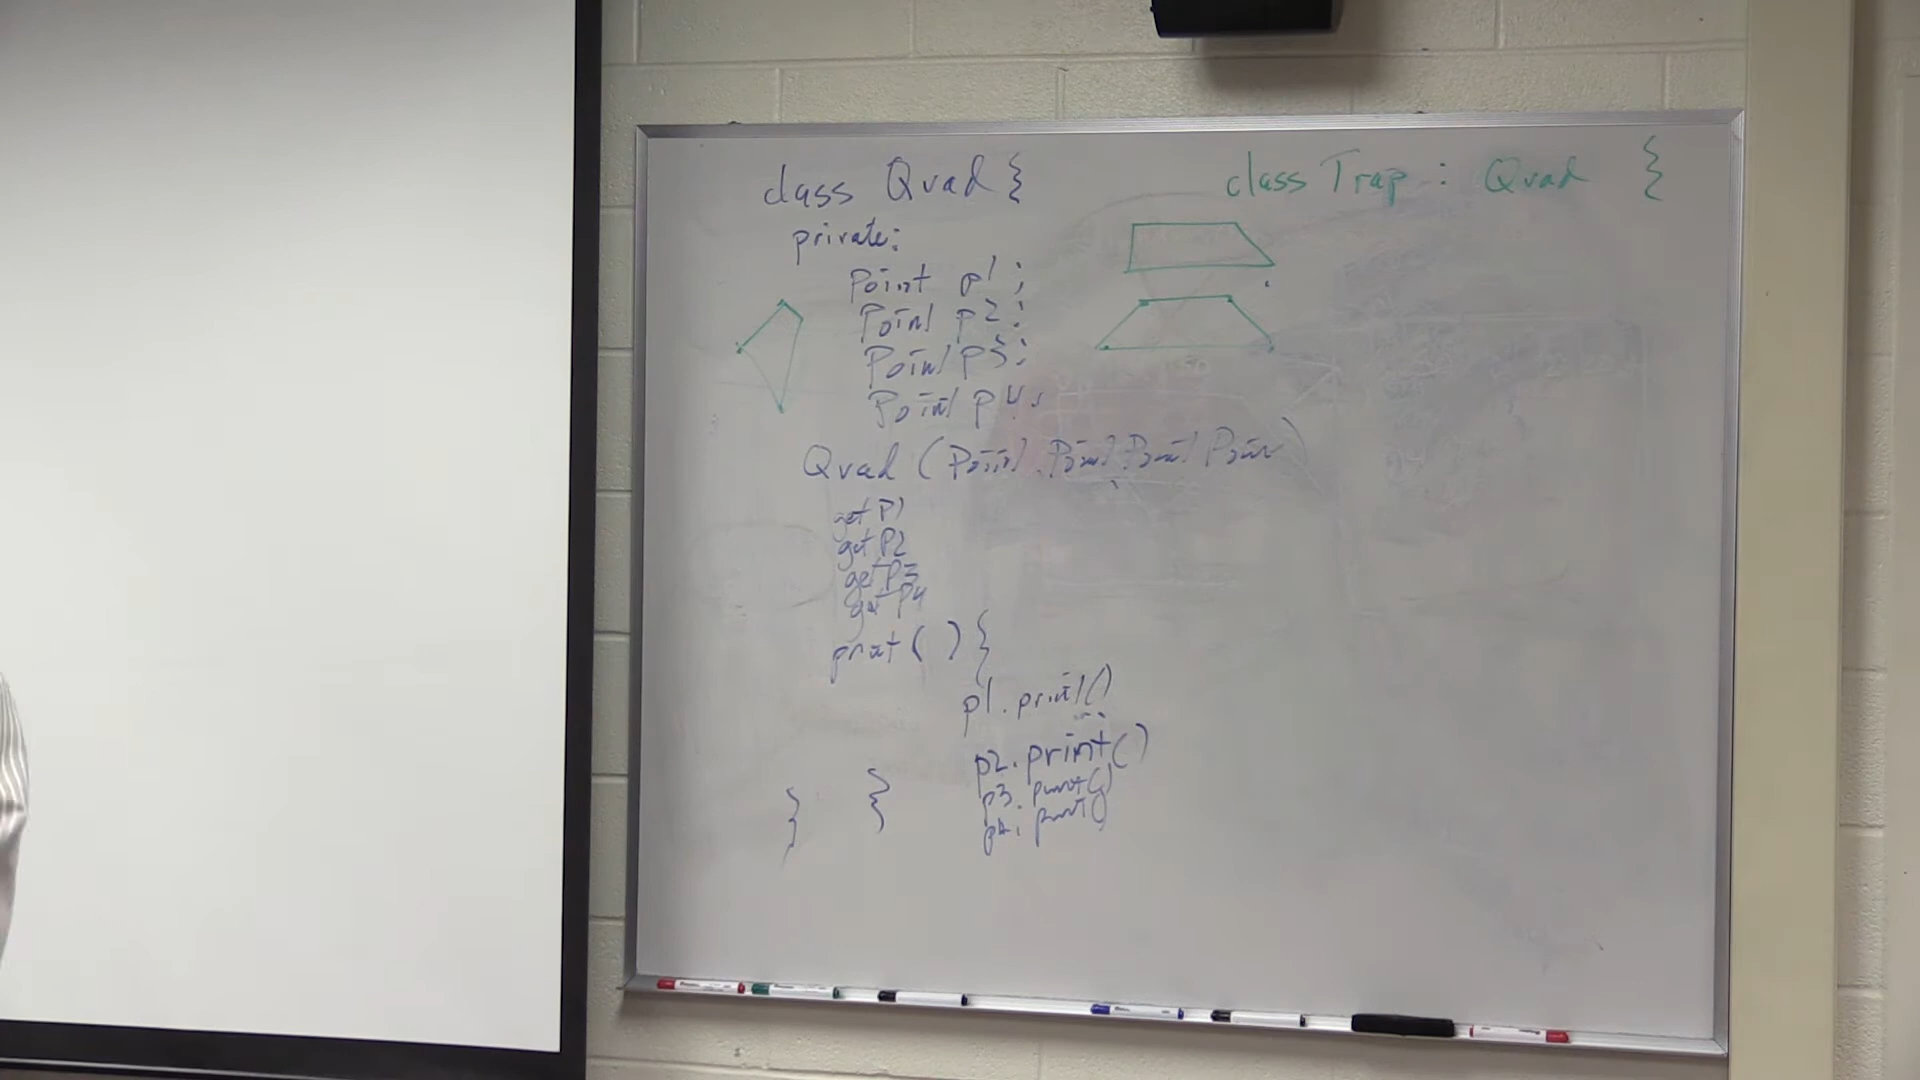 class Quad {
private:
Point p1;
Point p2;
Point p3;
Point p4;
Quad (Point, Point, Point, Point)
get P1
get P2
get P3
get P4
print( ) {
p1.print()
p2.print()
p3.print()
p4.print()
}
}
class Trap : Quad {